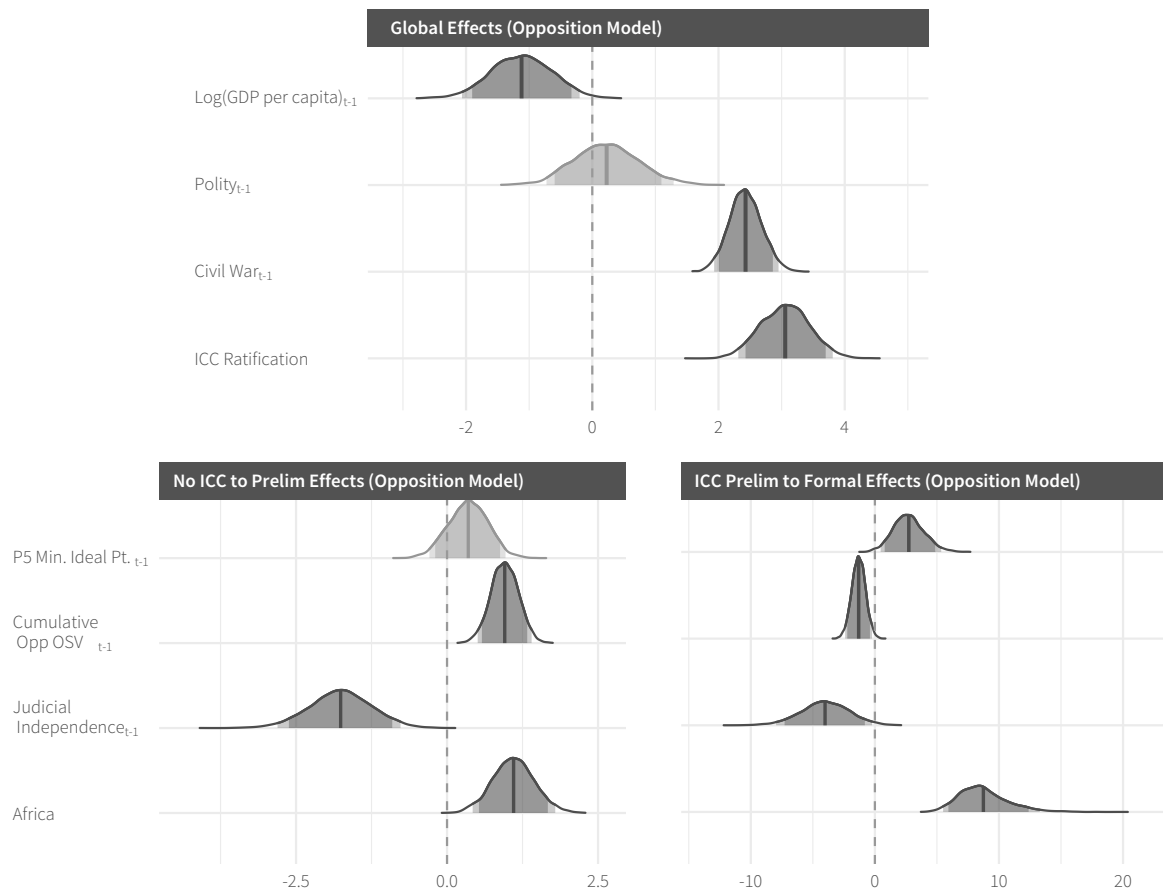 Global Effects (Opposition Model)
Log(GDP per capita)t-1
Polityt-1
Civil Wart-1
ICC Ratification
-2 0 2 4
No ICC to Prelim Effects (Opposition Model)
ICC Prelim to Formal Effects (Opposition Model)
P5 Min. Ideal Pt. t-1
Cumulative
Opp OSV t-1
Judicial
Independencet-1
Africa
-2.5 0.0 2.5
-10 0 10 20